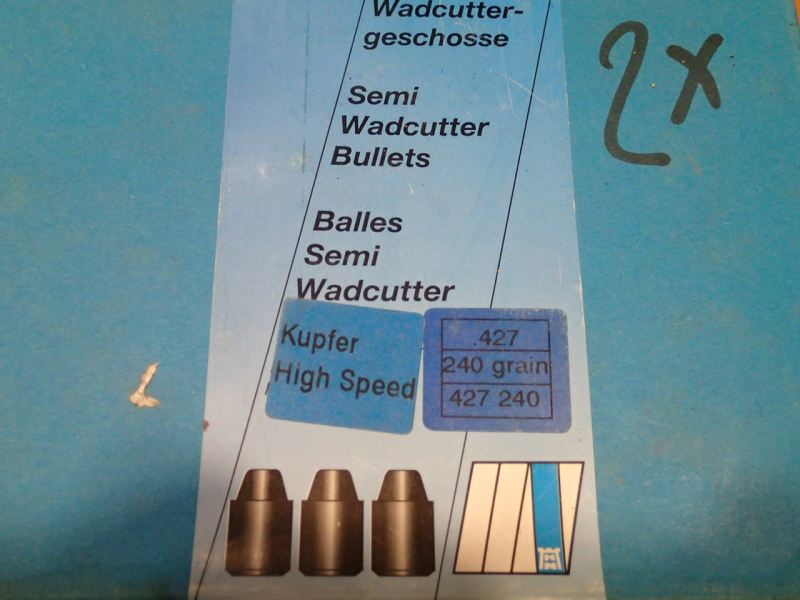 Wadcutter-
geschosse
Semi
Wadcutter
Bullets
Balles
Semi
Wadcutter
Kupfer
High Speed
.427
240 grain
427 240
2x